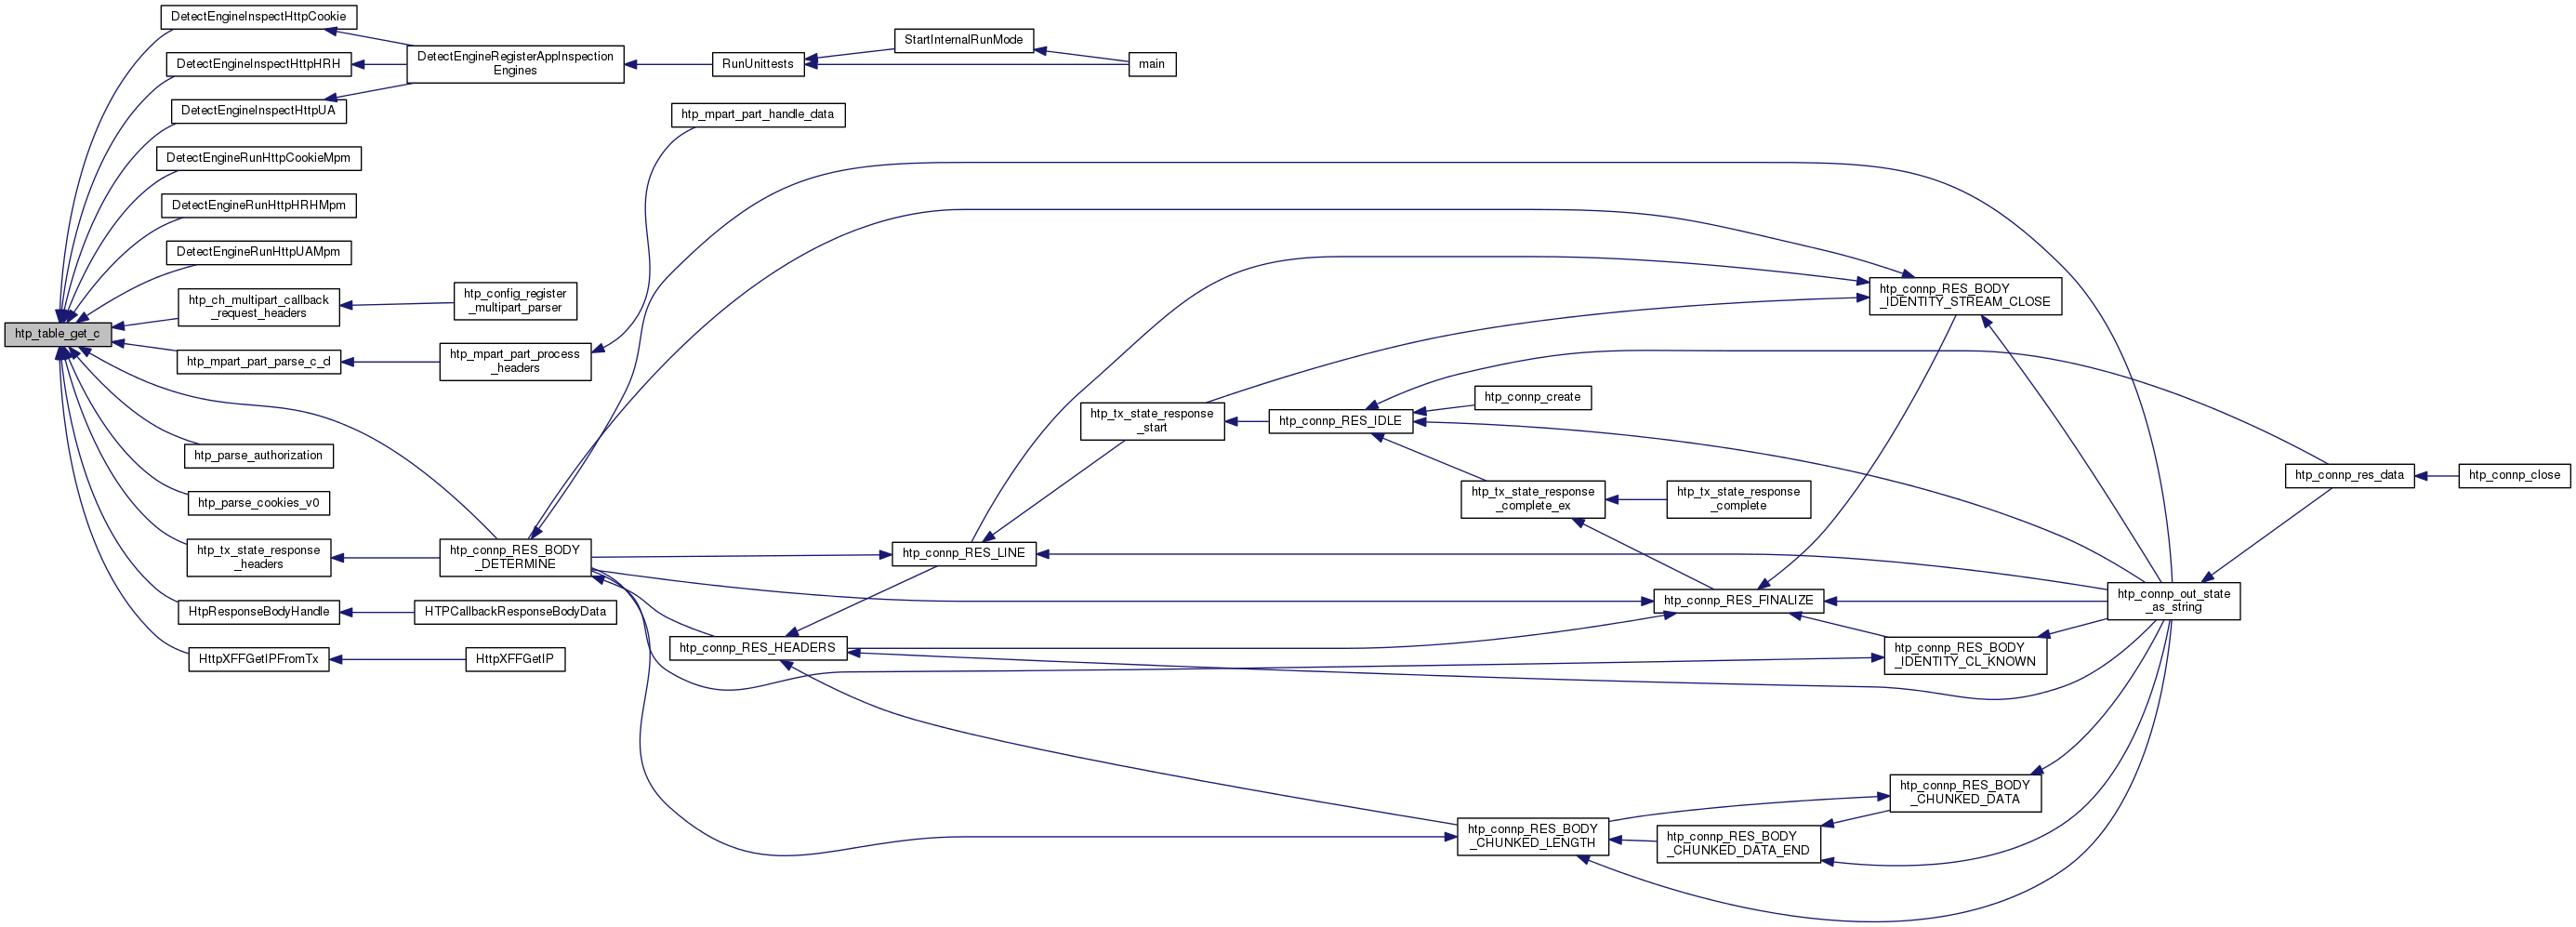 DetectEngineInspectHttpCookie
DetectEngineInspectHttpHRH
DetectEngineInspectHttpUA
DetectEngineRunHttpCookieMpm
DetectEngineRunHttpHRHMpm
DetectEngineRunHttpUAMpm
htp_ch_multipart_callback
_request_headers
htp_table_get_c
htp_mpart_part_parse_c_d
htp_parse_authorization
htp_parse_cookies_v0
htp_tx_state_response
_headers
HtpResponseBodyHandle
HttpXFFGetIPFromTx
DetectEngineRegisterAppInspection
Engines
htp_config_register
_multipart_parser
htp_mpart_part_process
_headers
htp_connp_RES_BODY
_DETERMINE
HTPCallbackResponseBodyData
HttpXFFGetIP
RunUnittests
htp_mpart_part_handle_data
htp_connp_RES_HEADERS
StartInternalRunMode
htp_connp_RES_LINE
main
htp_tx_state_response
_start
htp_connp_RES_IDLE
htp_connp_create
htp_tx_state_response
_complete_ex
htp_tx_state_response
_complete
htp_connp_RES_FINALIZE
htp_connp_RES_BODY
_CHUNKED_LENGTH
htp_connp_RES_BODY
_CHUNKED_DATA_END
htp_connp_RES_BODY
_IDENTITY_STREAM_CLOSE
htp_connp_RES_BODY
_IDENTITY_CL_KNOWN
htp_connp_RES_BODY
_CHUNKED_DATA
htp_connp_out_state
_as_string
htp_connp_res_data
htp_connp_close